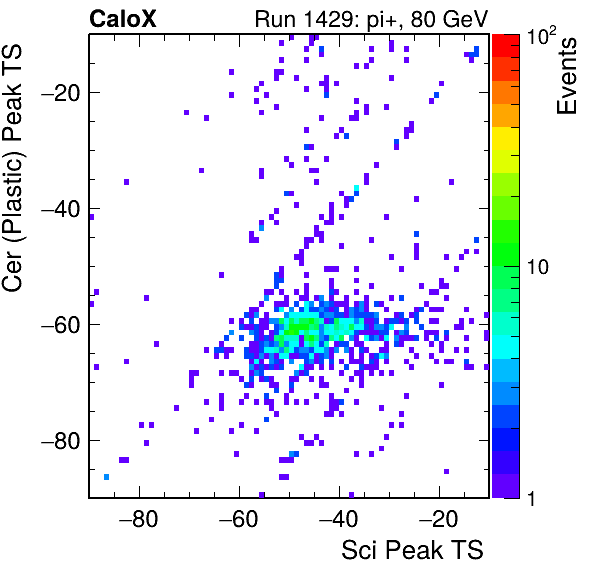 CaloX Run 1429: pi+, 80 GeV
Cer (Plastic) Peak TS
−20
−40
−60
−80
−80 −60 −40 −20
Sci Peak TS
10²
10
1
Events